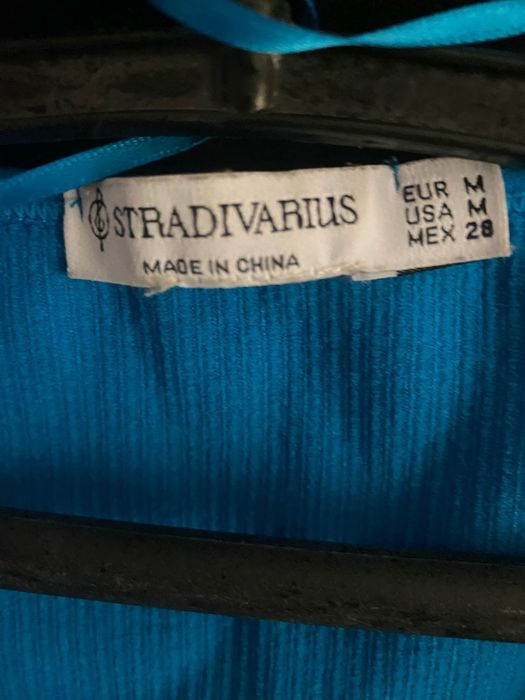 STRADIVARIUS
MADE IN CHINA
EUR M
USA M
MEX 28